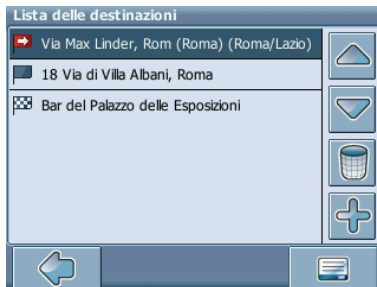 Lista delle destinazioni
Via Max Linder, Rom (Roma) (Roma/Lazio)
18 Via di Villa Albani, Roma
Bar del Palazzo delle Esposizioni